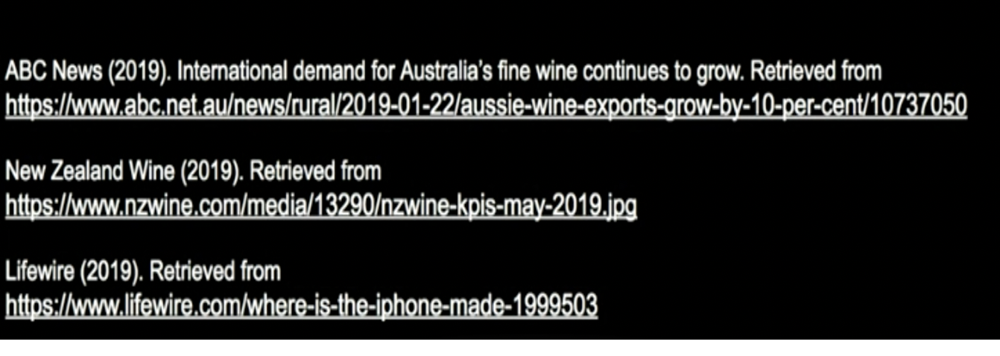 ABC News (2019). International demand for Australia's fine wine continues to grow. Retrieved from
https://www.abc.net.au/news/rural/2019-01-22/aussie-wine-exports-grow-by-10-per-cent/10737050
New Zealand Wine (2019). Retrieved from
https://www.nzwine.com/media/13290/nzwine-kpis-may-2019.jpg
Lifewire (2019). Retrieved from
https://www.lifewire.com/where-is-the-iphone-made-1999503